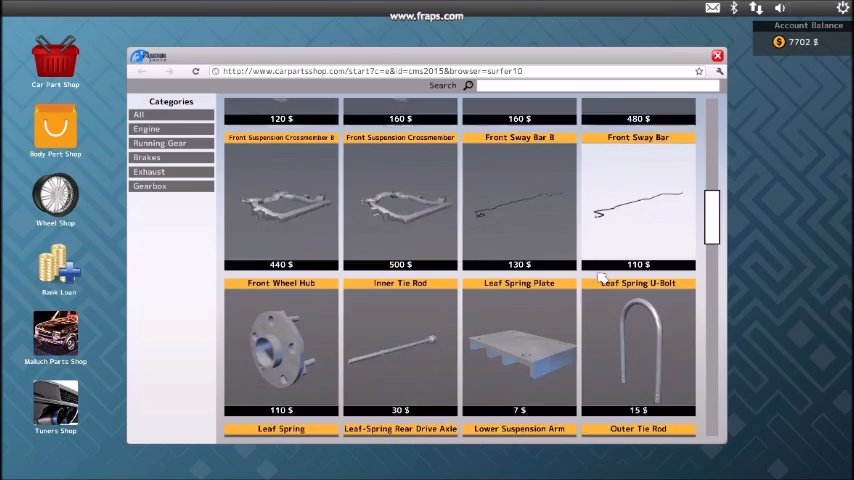 www.fraps.com
Account Balance
7702 $
http://www.carpartsshop.com/start?c=e&id=cms2015&browser=surfer10
Search
Categories
All
Engine
Running Gear
Brakes
Exhaust
Gearbox
Car Part Shop
Body Part Shop
Wheel Shop
Bank Loan
Maluch Parts Shop
Tuners Shop
120 $
160 $
160 $
480 $
Front Suspension Crossmember B
Front Suspension Crossmember
Front Sway Bar B
Front Sway Bar
440 $
500 $
130 $
110 $
Front Wheel Hub
Inner Tie Rod
Leaf Spring Plate
Leaf Spring U-Bolt
110 $
30 $
7 $
15 $
Leaf Spring
Leaf-Spring Rear Drive Axle
Lower Suspension Arm
Outer Tie Rod